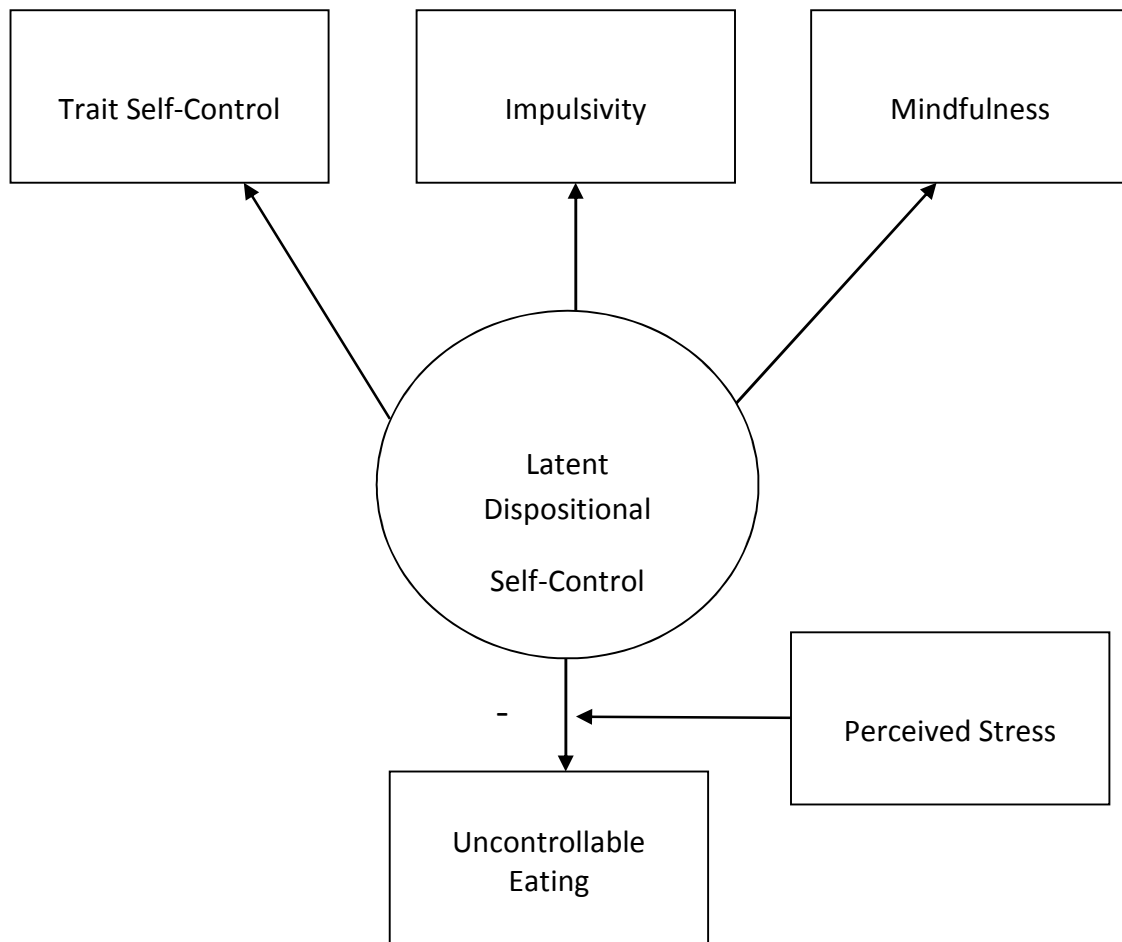 Trait Self-Control
Impulsivity
Mindfulness
Latent
Dispositional
Self-Control
-
Perceived Stress
Uncontrollable
Eating